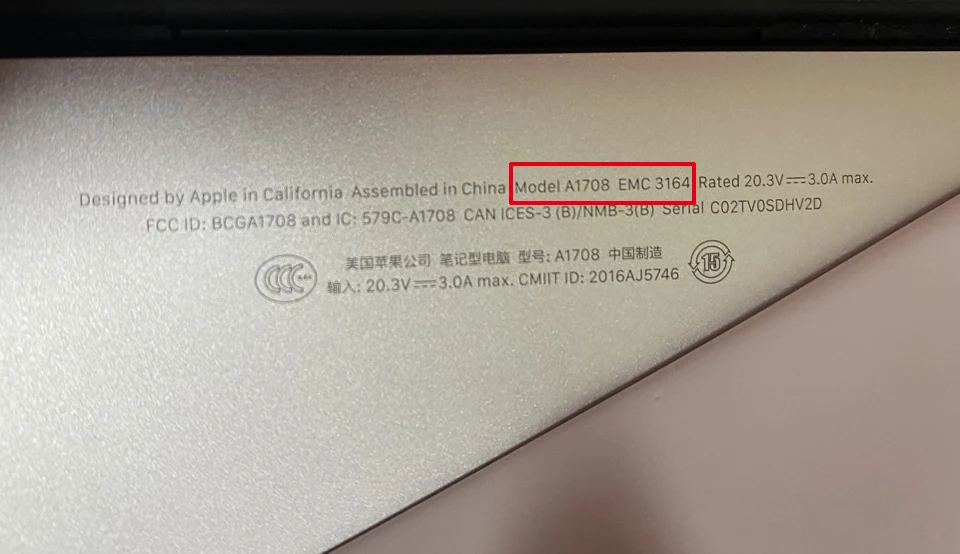 Designed by Apple in California Assembled in China Model A1708 EMC 3164 Rated 20.3V⎓3.0A max.
FCC ID: BCGA1708 and IC: 579C-A1708 CAN ICES-3 (B)/NMB-3(B) Serial C02TV0SDHV2D
美国苹果公司 笔记型电脑 型号: A1708 中国制造
输入: 20.3V⎓3.0A max. CMIIT ID: 2016AJ5746
CCC
15